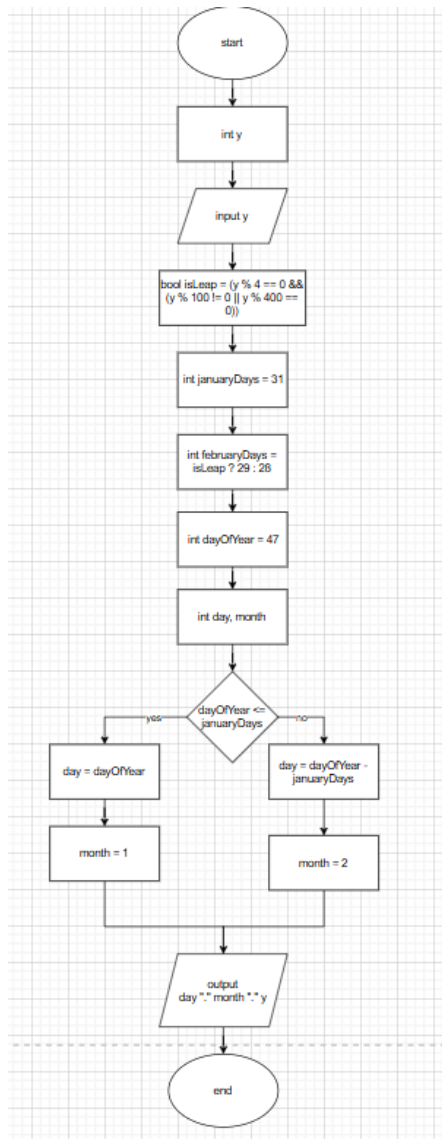 start
int y
input y
bool isLeap = (y % 4 == 0 &&
(y % 100 != 0 || y % 400 ==
0))
int januaryDays = 31
int februaryDays =
isLeap ? 29 : 28
int dayOfYear = 47
int day, month
dayOfYear <=
januaryDays
yes
no
day = dayOfYear
day = dayOfYear -
januaryDays
month = 1
month = 2
output
day "." month "." y
end